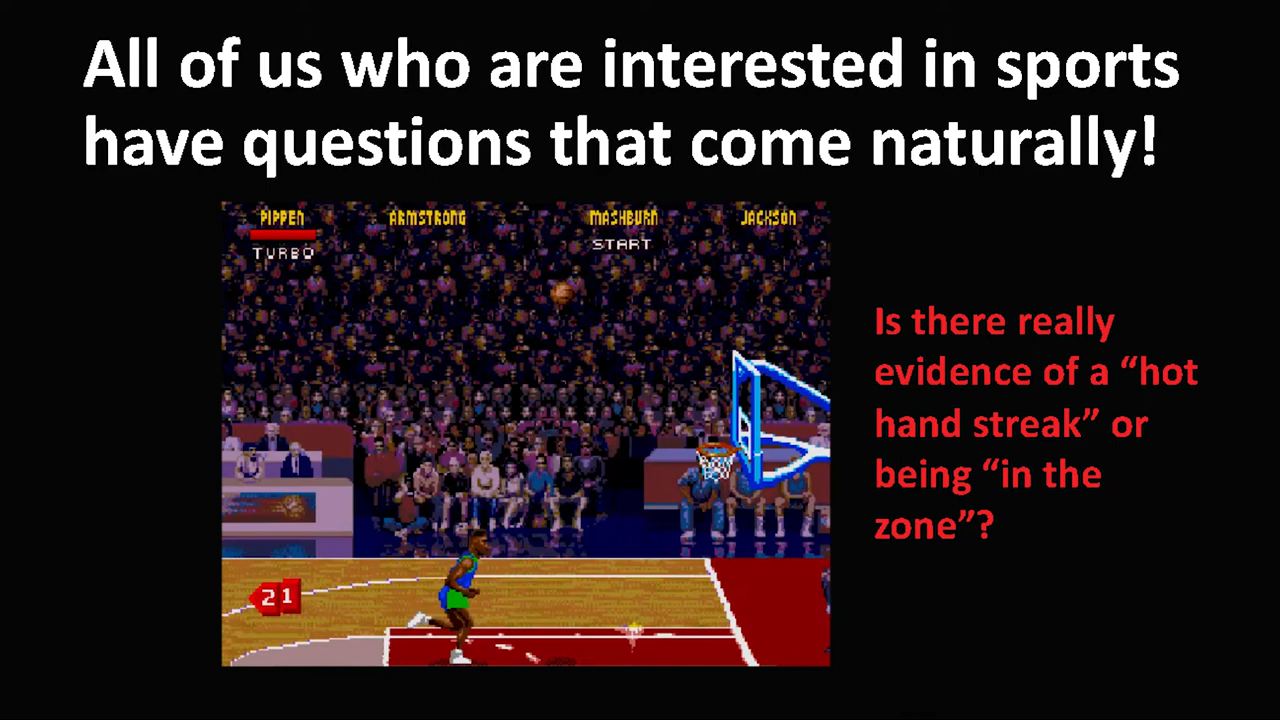 All of us who are interested in sports
have questions that come naturally!
PIPPEN ARMSTRONG MASHBURN JACKSON
TURBO START
Is there really
evidence of a “hot
hand streak” or
being “in the
zone”?
21